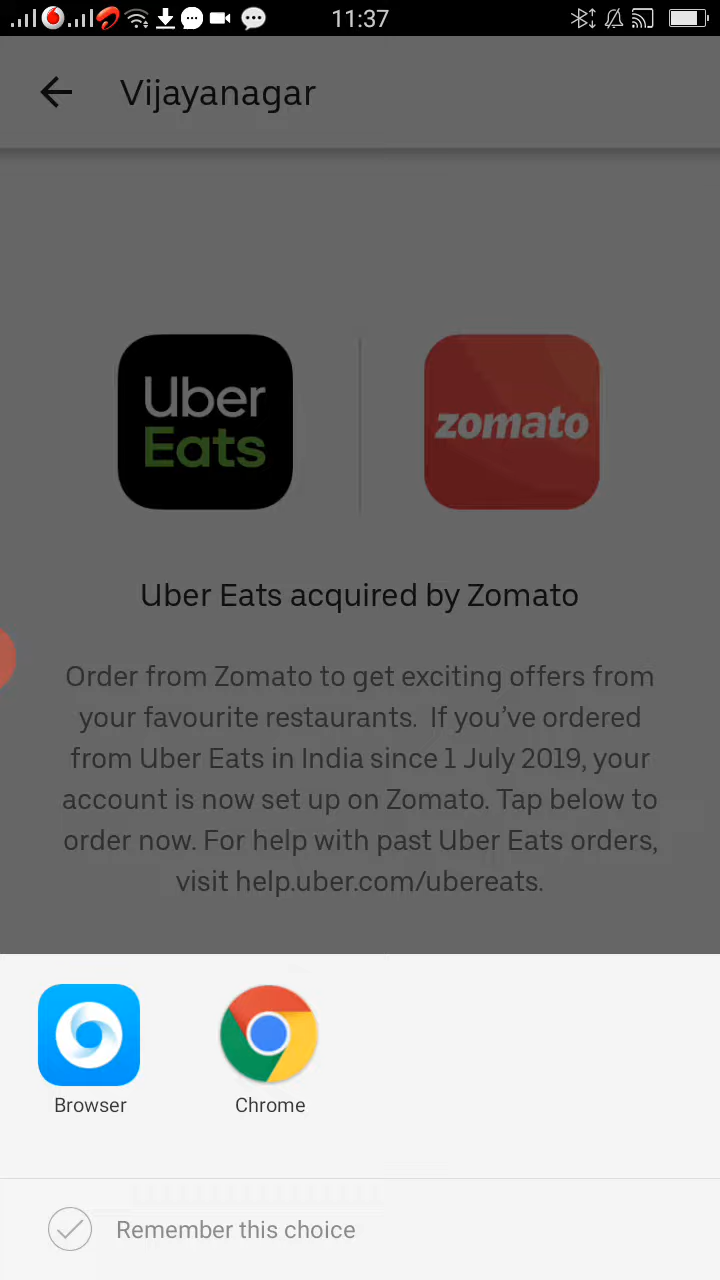 11:37
Vijayanagar
Uber
Eats
zomato
Uber Eats acquired by Zomato
Order from Zomato to get exciting offers from
your favourite restaurants. If you’ve ordered
from Uber Eats in India since 1 July 2019, your
account is now set up on Zomato. Tap below to
order now. For help with past Uber Eats orders,
visit help.uber.com/ubereats.
Browser
Chrome
Remember this choice